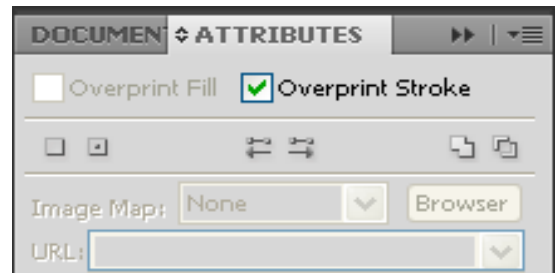 DOCUMEN ATTRIBUTES
Overprint Fill Overprint Stroke
Image Map: None Browser
URL: